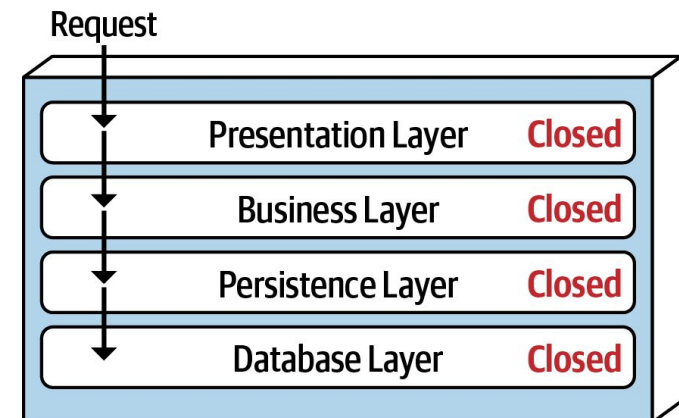 Request
Presentation Layer Closed
Business Layer Closed
Persistence Layer Closed
Database Layer Closed